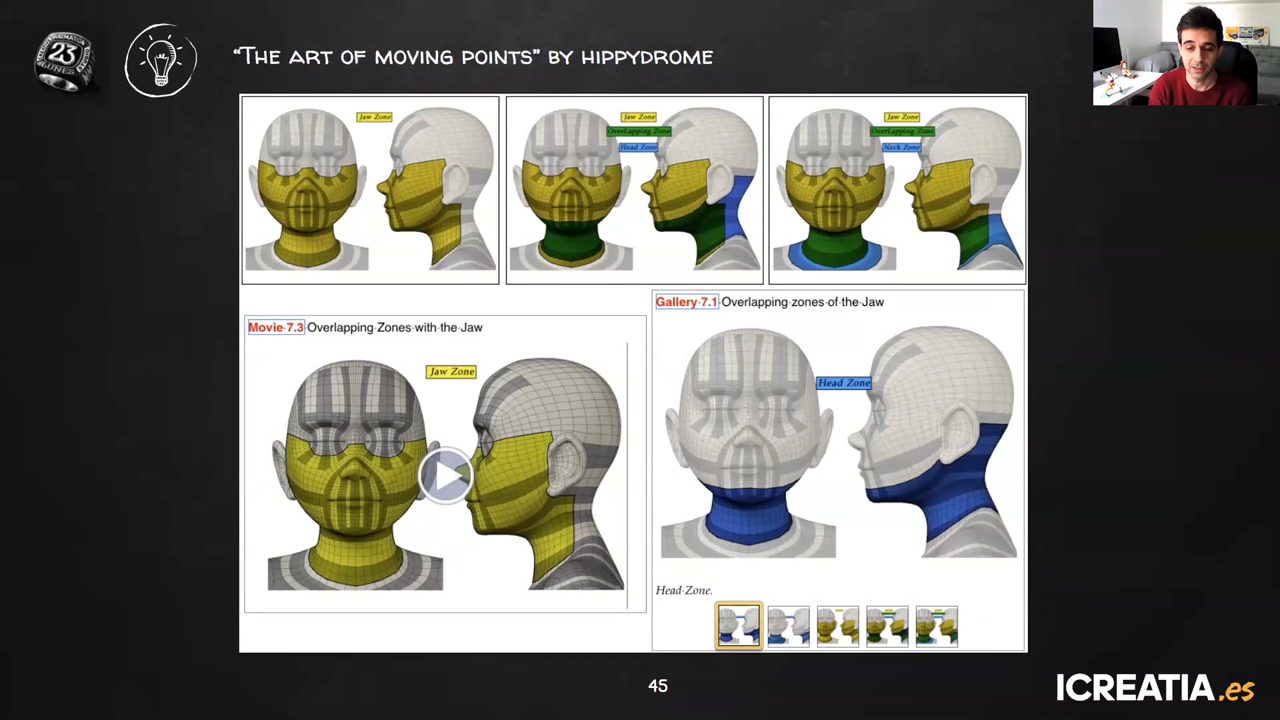 23
“THE ART OF MOVING POINTS” BY HIPPYDROME
Jaw Zone
Jaw Zone
OverLapping Zone
Head Zone
Jaw Zone
OverLapping Zone
Neck Zone
Movie 7.3 Overlapping Zones with the Jaw
Jaw Zone
Gallery 7.1 Overlapping zones of the Jaw
Head Zone
Head Zone.
45
ICREATIA.es